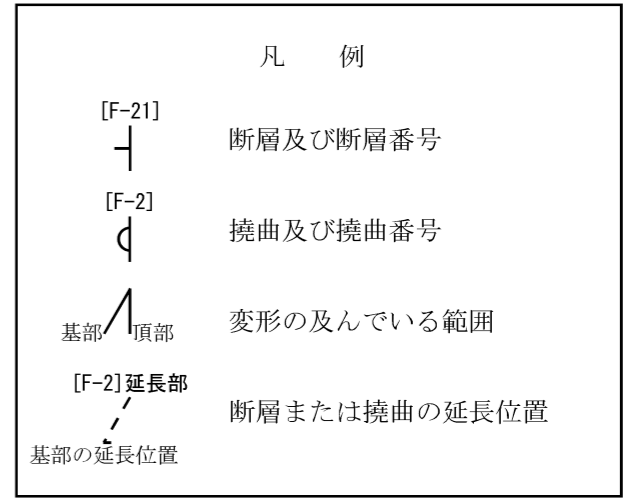 凡 例
[F-21]
断層及び断層番号
[F-2]
撓曲及び撓曲番号
基部 頂部
変形の及んでいる範囲
[F-2]延長部
断層または撓曲の延長位置
基部の延長位置